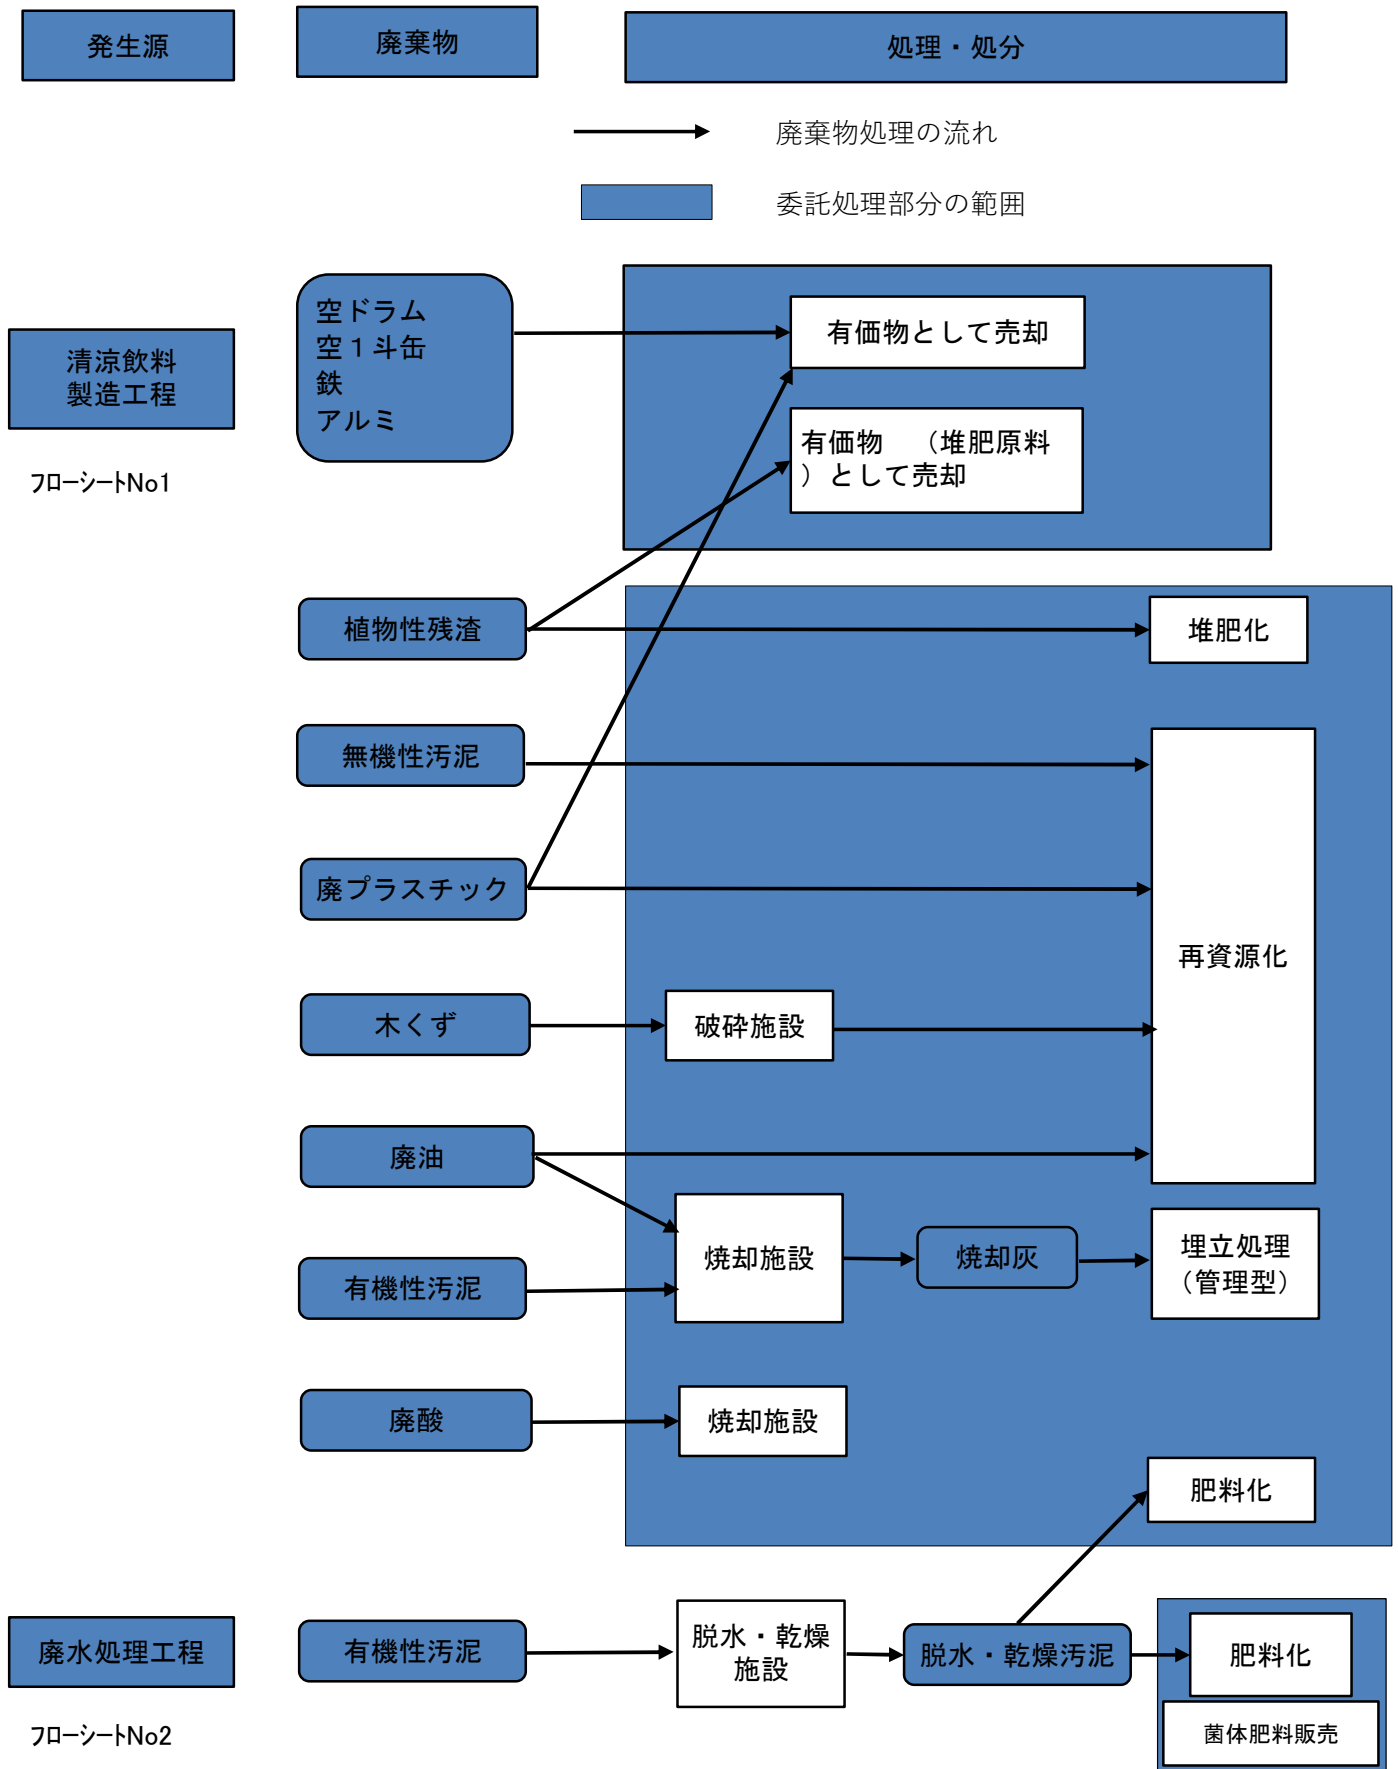 発生源
廃棄物
処理・処分
廃棄物処理の流れ
委託処理部分の範囲
清涼飲料
製造工程
フローシートNo1
空ドラム
空1斗缶
鉄
アルミ
有価物として売却
有価物　（堆肥原料
）として売却
植物性残渣
堆肥化
無機性汚泥
廃プラスチック
再資源化
木くず
破砕施設
廃油
焼却施設
焼却灰
埋立処理
（管理型）
有機性汚泥
廃酸
焼却施設
肥料化
廃水処理工程
フローシートNo2
有機性汚泥
脱水・乾燥
施設
脱水・乾燥汚泥
肥料化
菌体肥料販売